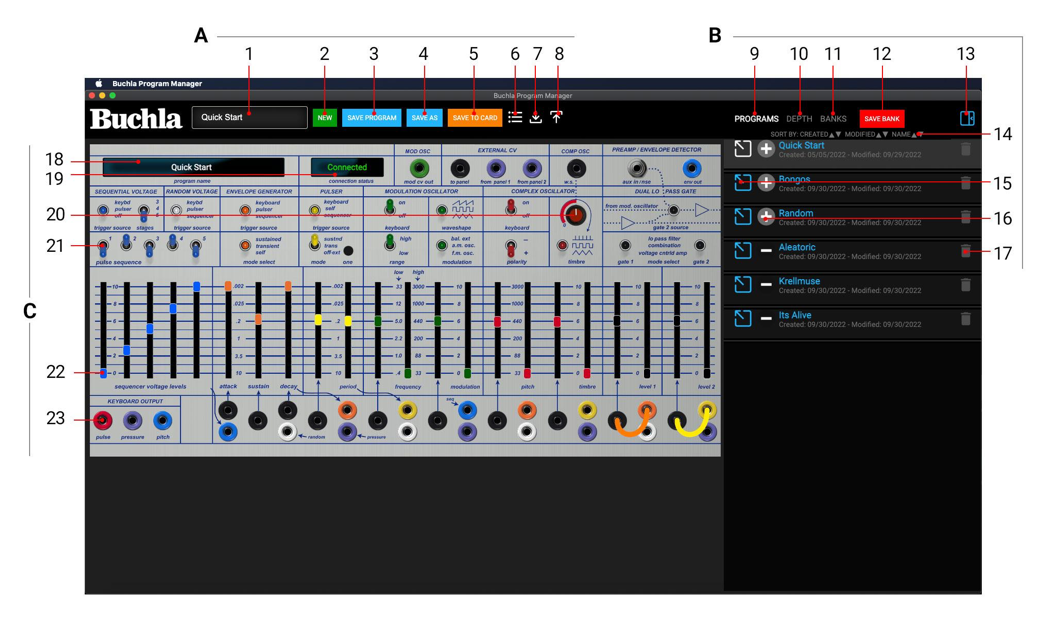 A
B
1
2
3
4
5
6
7
8
9
10
11
12
13
Buchla Program Manager
Buchla Program Manager
Buchla
Quick Start
NEW
SAVE PROGRAM
SAVE AS
SAVE TO CARD
PROGRAMS
DEPTH
BANKS
SAVE BANK
SORT BY: CREATED▲▼ MODIFIED▲▼ NAME▲▼
14
C
18
19
Quick Start
program name
Connected
connection status
MOD OSC
mod cv out
EXTERNAL CV
to panel
from panel 1
from panel 2
COMP OSC
w.s.
PREAMP / ENVELOPE DETECTOR
aux in / nse
env out
SEQUENTIAL VOLTAGE
RANDOM VOLTAGE
ENVELOPE GENERATOR
PULSER
MODULATION OSCILLATOR
COMPLEX OSCILLATOR
DUAL LO PASS GATE
20
keybd
pulser
off
3
4
5
trigger source
stages
keybd
pulser
sequencer
trigger source
keyboard
pulser
sequencer
trigger source
keyboard
self
sequencer
trigger source
on
off
keyboard
waveshape
on
off
keyboard
from mod. oscillator
gate 2 source
21
1
2
3
4
5
pulse sequence
sustained
transient
self
mode select
sustnd
trans
off-ext
mode
one
high
low
range
bal. ext
a.m. osc.
f.m. osc.
modulation
–
+
polarity
timbre
lo pass filter
combination
voltage cntrld amp
gate 1
mode select
gate 2
low
high
10
8
6
4
2
0
.002
.02
.2
1
3.5
10
.002
.02
.2
1
3.5
10
33
12
5.0
2.2
1.0
.4
3000
1200
440
200
88
33
10
8
6
4
2
0
3000
1200
440
200
88
33
10
8
6
4
2
0
10
8
6
4
2
0
10
8
6
4
2
0
22
sequencer voltage levels
attack
sustain
decay
period
frequency
modulation
pitch
timbre
level 1
level 2
23
KEYBOARD OUTPUT
pulse
pressure
pitch
random
pressure
seq
Quick Start
Created: 05/05/2022 - Modified: 09/29/2022
Bongos
Created: 09/30/2022 - Modified: 09/30/2022
15
Random
Created: 09/30/2022 - Modified: 09/30/2022
16
Aleatoric
Created: 09/30/2022 - Modified: 09/30/2022
17
Krellmuse
Created: 09/30/2022 - Modified: 09/30/2022
Its Alive
Created: 09/30/2022 - Modified: 09/30/2022